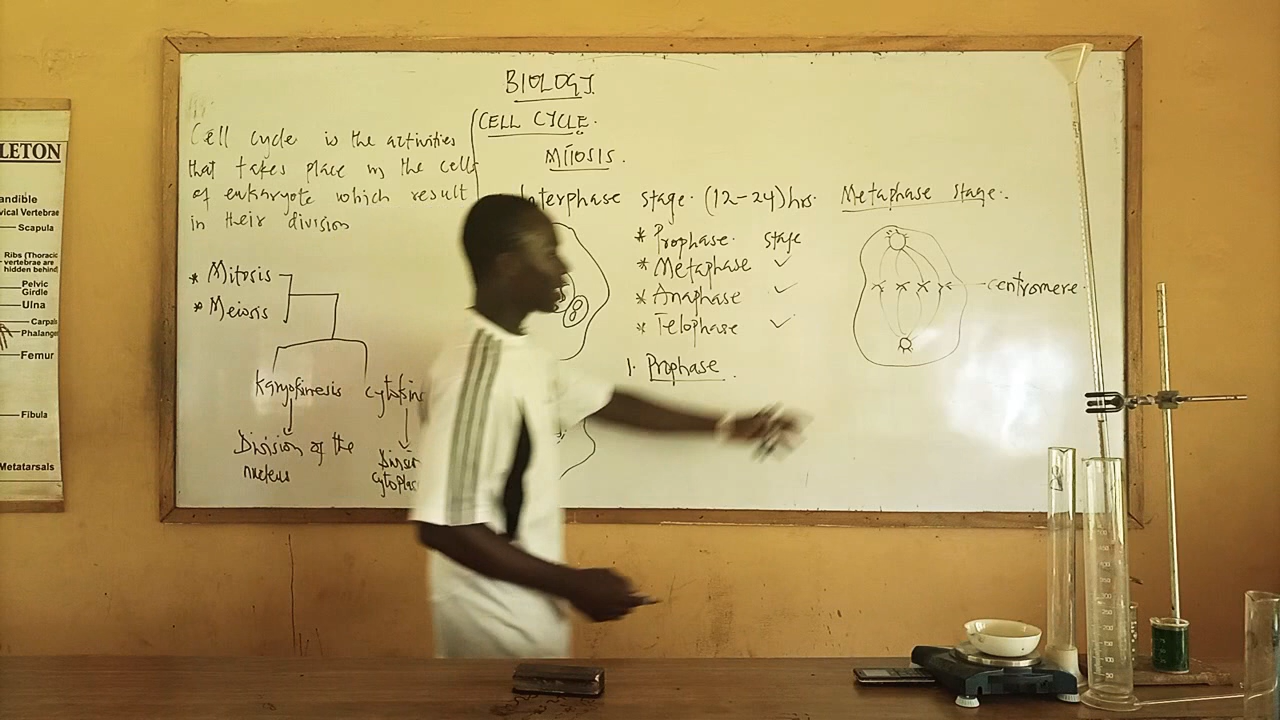 BIOLOGY.
CELL CYCLE.
MITOSIS.
Cell cycle is the activities
that takes place in the cells
of eukaryote which result
in their division
* Mitosis
* Meiosis
Karyokinesis
Division of the
nucleus
Interphase stage. (12-24)hrs.
* Prophase. stage
* Metaphase ✓
* Anaphase ✓
* Telophase ✓
1. Prophase.
Metaphase stage.
centromere.
LETON
andible
vical Vertebrae
Scapula
Ribs (Thoracic
vertebrae are
hidden behind
Pelvic
Girdle
Ulna
Carpals
Phalange
Femur
Fibula
Metatarsals